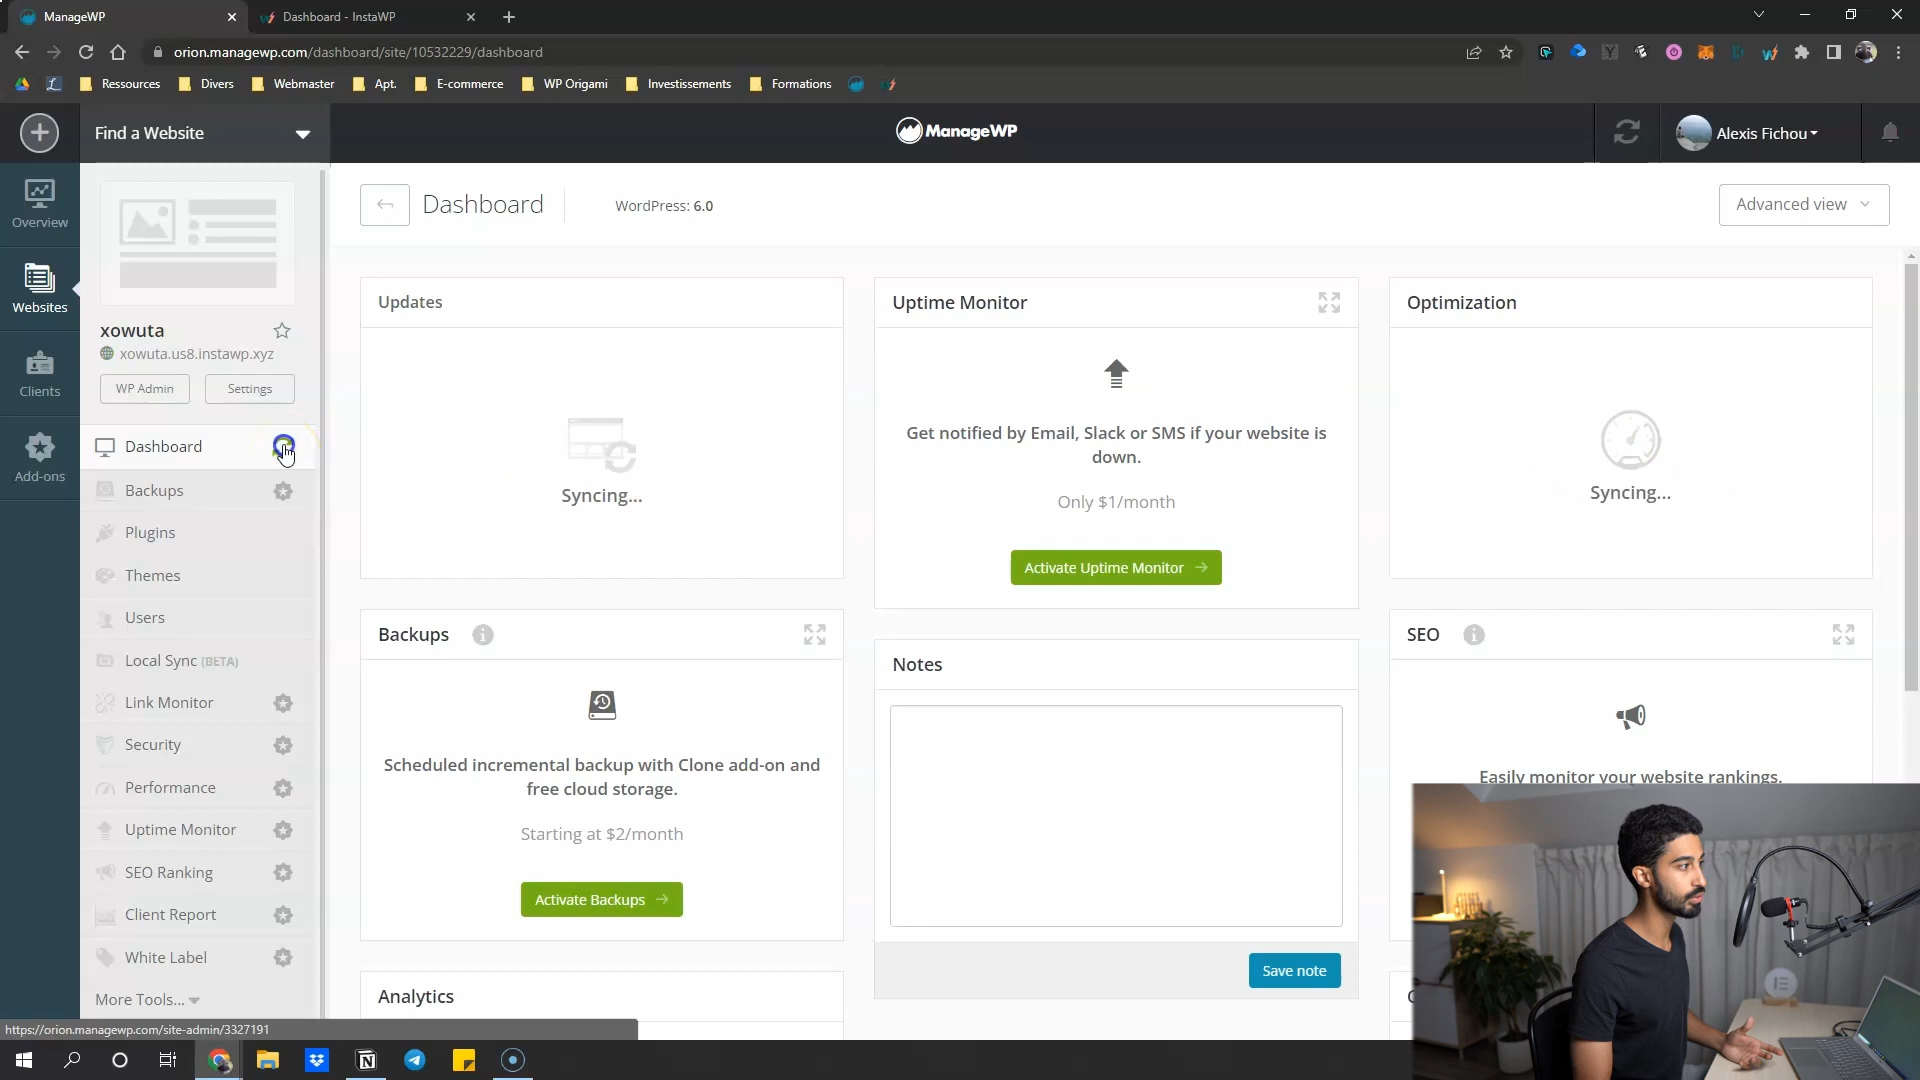 ManageWP
Dashboard - InstaWP
orion.managewp.com/dashboard/site/10532229/dashboard
Ressources
Divers
Webmaster
Apt.
E-commerce
WP Origami
Investissements
Formations
Find a Website
ManageWP
Alexis Fichou
Overview
Websites
Clients
Add-ons
xowuta
xowuta.us8.instawp.xyz
WP Admin
Settings
Dashboard
Backups
Plugins
Themes
Users
Local Sync (BETA)
Link Monitor
Security
Performance
Uptime Monitor
SEO Ranking
Client Report
White Label
More Tools...
Dashboard
WordPress: 6.0
Advanced view
Updates
Syncing...
Uptime Monitor
Get notified by Email, Slack or SMS if your website is
down.
Only $1/month
Activate Uptime Monitor
Optimization
Syncing...
Backups
Scheduled incremental backup with Clone add-on and
free cloud storage.
Starting at $2/month
Activate Backups
Notes
Save note
SEO
Easily monitor your website rankings.
Analytics
https://orion.managewp.com/site-admin/3327191